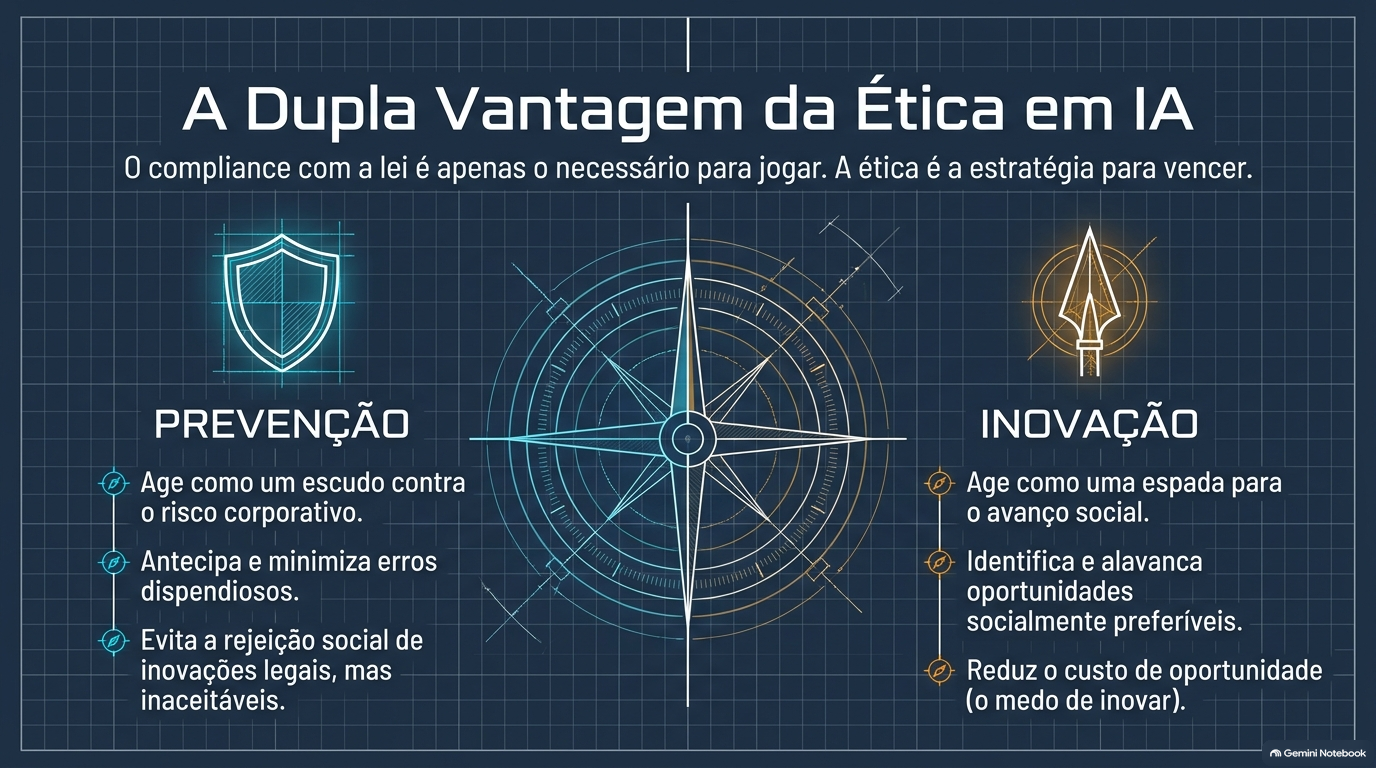 A Dupla Vantagem da Ética em IA
O compliance com a lei é apenas o necessário para jogar. A ética é a estratégia para vencer.
PREVENÇÃO
Age como um escudo contra
o risco corporativo.
Antecipa e minimiza erros
dispendiosos.
Evita a rejeição social de
inovações legais, mas
inaceitáveis.
INOVAÇÃO
Age como uma espada para
o avanço social.
Identifica e alavanca
oportunidades
socialmente preferíveis.
Reduz o custo de oportunidade
(o medo de inovar).
Gemini Notebook